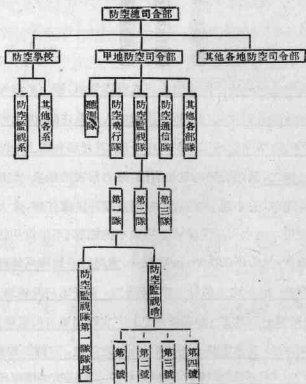 防空總司令部
防空學校
甲地防空司令部
其他各地防空司令部
防空監視系
其他各系
聽測隊
防空飛行隊
防空監視隊
防空通信隊
其他各部隊
第一隊
第二隊
第三隊
防空監視隊第一隊隊長
防空監視哨
第一號
第二號
第三號
第四號